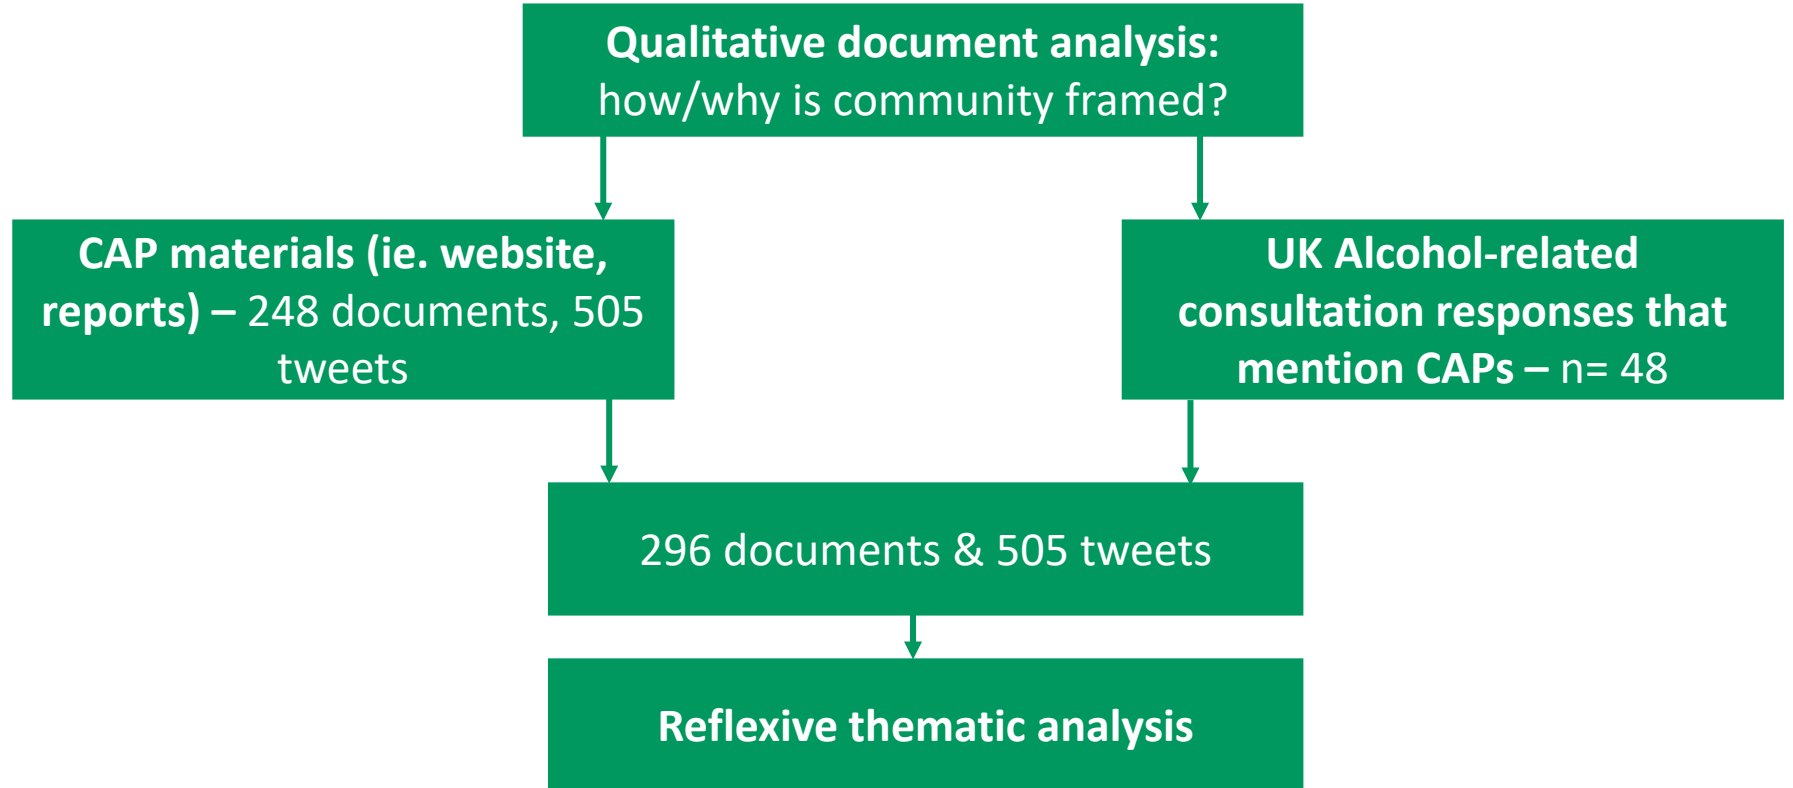 Qualitative document analysis:
how/why is community framed?
CAP materials (ie. website,
reports) – 248 documents, 505
tweets
UK Alcohol-related
consultation responses that
mention CAPs – n= 48
296 documents & 505 tweets
Reflexive thematic analysis